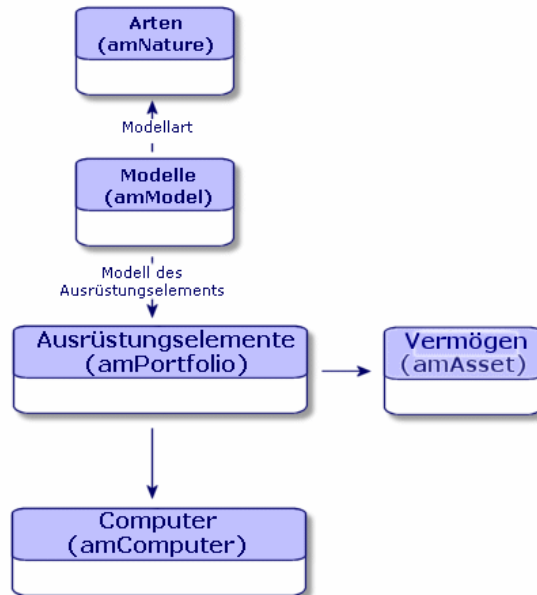 Arten
(amNature)
Modellart
Modelle
(amModel)
Modell des
Ausrüstungselements
Ausrüstungselemente
(amPortfolio)
Vermögen
(amAsset)
Computer
(amComputer)